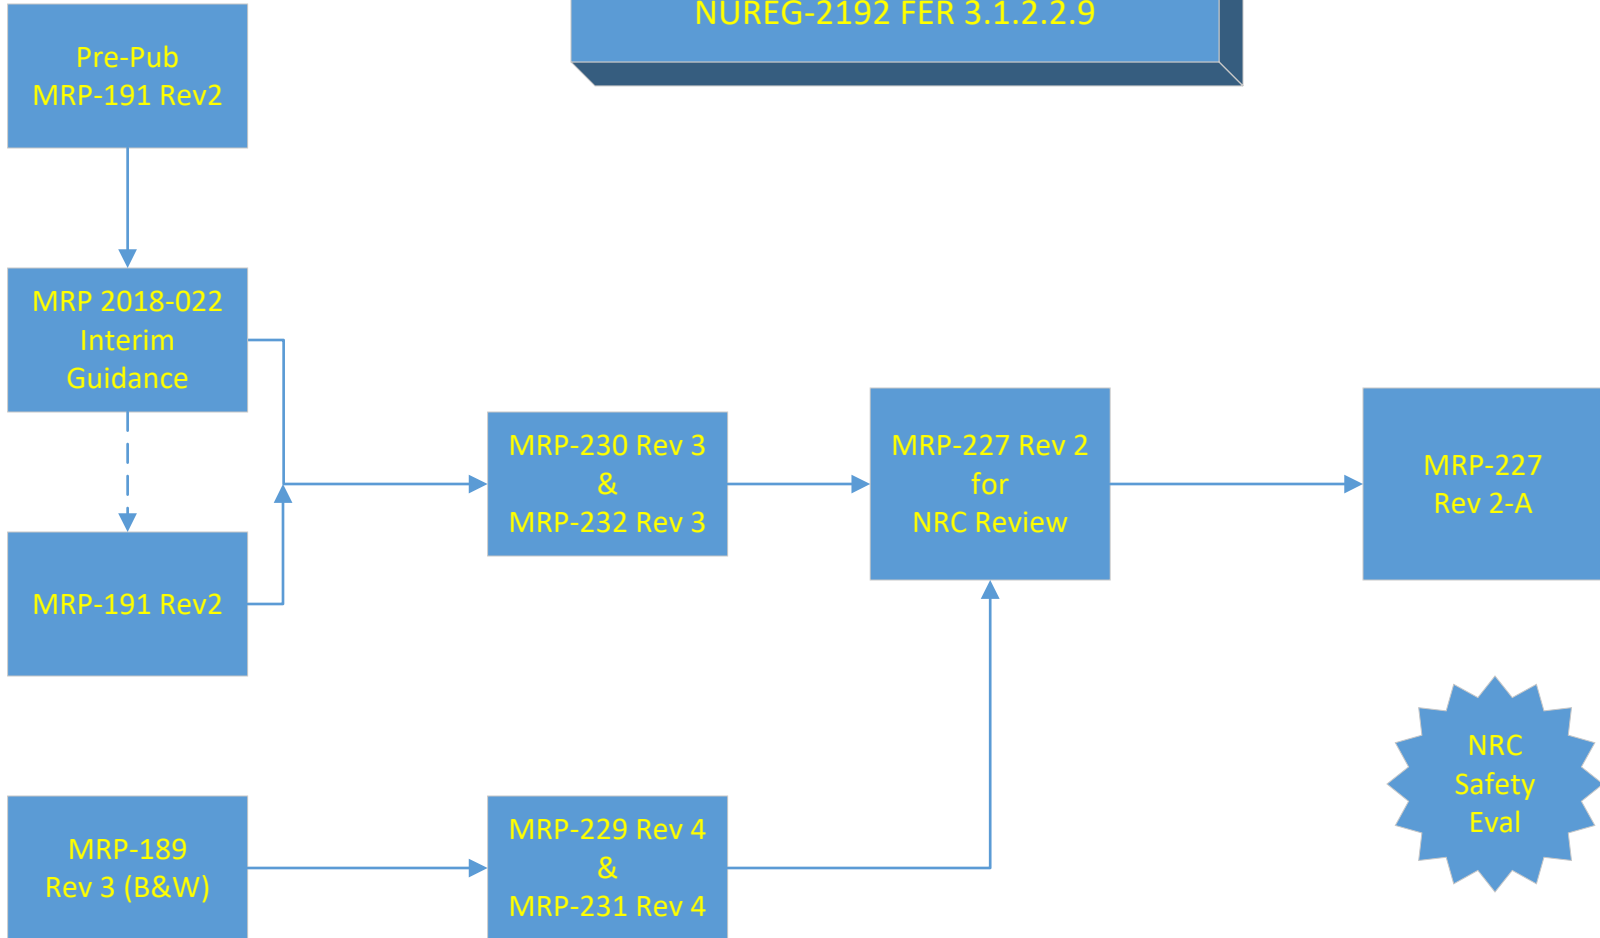 NUREG-2192 FER 3.1.2.2.9
Pre-Pub
MRP-191 Rev2
MRP 2018-022
Interim
Guidance
MRP-191 Rev2
MRP-230 Rev 3
&
MRP-232 Rev 3
MRP-227 Rev 2
for
NRC Review
MRP-227
Rev 2-A
NRC
Safety
Eval
MRP-189
Rev 3 (B&W)
MRP-229 Rev 4
&
MRP-231 Rev 4